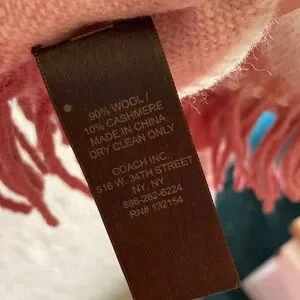 90% WOOL /
10% CASHMERE
MADE IN CHINA
DRY CLEAN ONLY
COACH INC.
516 W. 34TH STREET
NY, NY
888-262-6224
RN# 132154